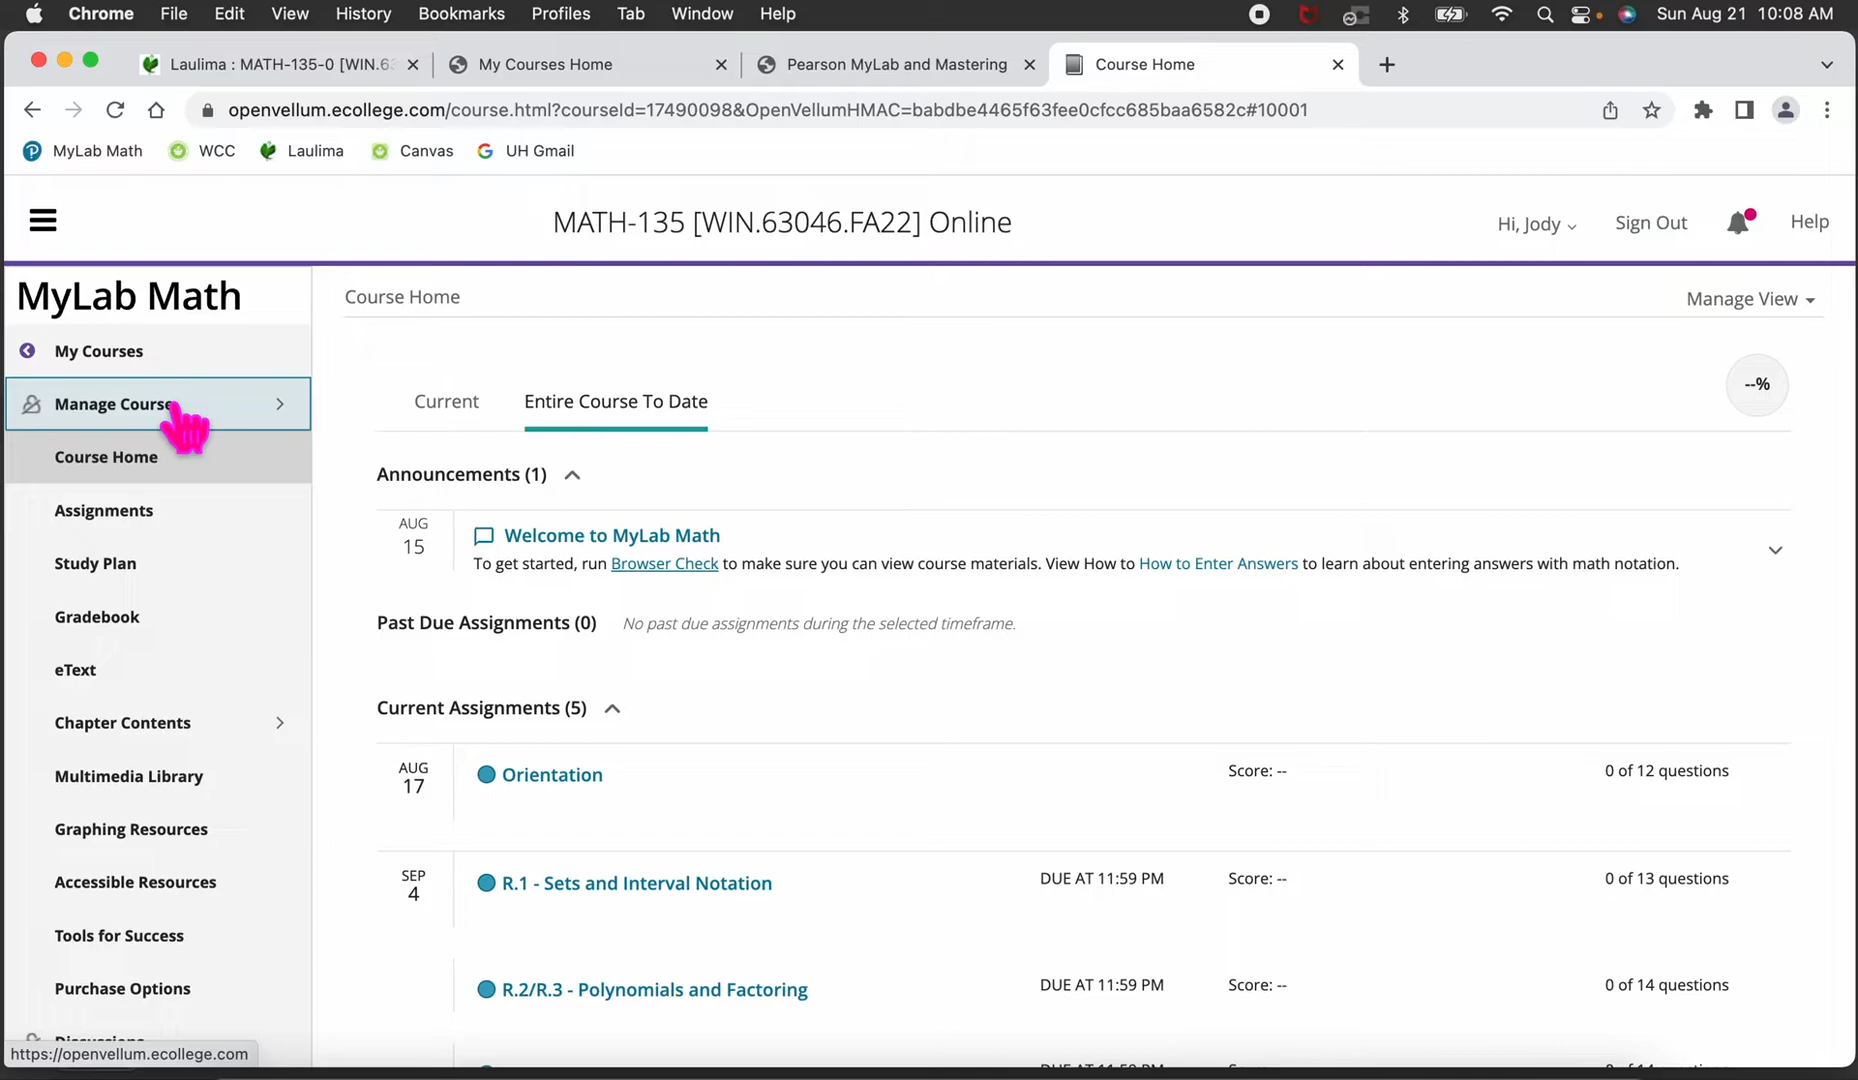 Chrome File Edit View History Bookmarks Profiles Tab Window Help Sun Aug 21 10:08 AM
Laulima : MATH-135-0 [WIN.63 My Courses Home Pearson MyLab and Mastering Course Home
openvellum.ecollege.com/course.html?courseId=17490098&OpenVellumHMAC=babdbe4465f63fee0cfcc685baa6582c#10001
MyLab Math WCC Laulima Canvas UH Gmail
MATH-135 [WIN.63046.FA22] Online
Hi, Jody Sign Out Help
MyLab Math
My Courses
Manage Course
Course Home
Assignments
Study Plan
Gradebook
eText
Chapter Contents
Multimedia Library
Graphing Resources
Accessible Resources
Tools for Success
Purchase Options
https://openvellum.ecollege.com
Course Home Manage View
Current Entire Course To Date --%
Announcements (1)
AUG
15
Welcome to MyLab Math
To get started, run Browser Check to make sure you can view course materials. View How to How to Enter Answers to learn about entering answers with math notation.
Past Due Assignments (0) No past due assignments during the selected timeframe.
Current Assignments (5)
AUG
17
Orientation Score: -- 0 of 12 questions
SEP
4
R.1 - Sets and Interval Notation DUE AT 11:59 PM Score: -- 0 of 13 questions
R.2/R.3 - Polynomials and Factoring DUE AT 11:59 PM Score: -- 0 of 14 questions